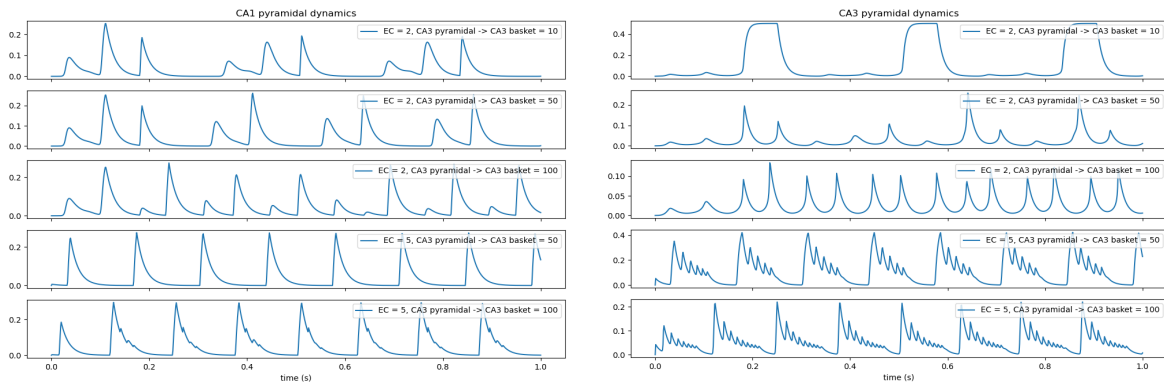 CA1 pyramidal dynamics
EC = 2, CA3 pyramidal -> CA3 basket = 10
0.2
0.1
0.0
EC = 2, CA3 pyramidal -> CA3 basket = 50
0.2
0.1
0.0
EC = 2, CA3 pyramidal -> CA3 basket = 100
0.2
0.0
EC = 5, CA3 pyramidal -> CA3 basket = 50
0.2
0.0
EC = 5, CA3 pyramidal -> CA3 basket = 100
0.2
0.0
0.0 0.2 0.4 0.6 0.8 1.0
time (s)
CA3 pyramidal dynamics
EC = 2, CA3 pyramidal -> CA3 basket = 10
0.4
0.2
0.0
EC = 2, CA3 pyramidal -> CA3 basket = 50
0.2
0.1
0.0
EC = 2, CA3 pyramidal -> CA3 basket = 100
0.10
0.05
0.00
EC = 5, CA3 pyramidal -> CA3 basket = 50
0.4
0.2
0.0
EC = 5, CA3 pyramidal -> CA3 basket = 100
0.2
0.1
0.0
0.0 0.2 0.4 0.6 0.8 1.0
time (s)